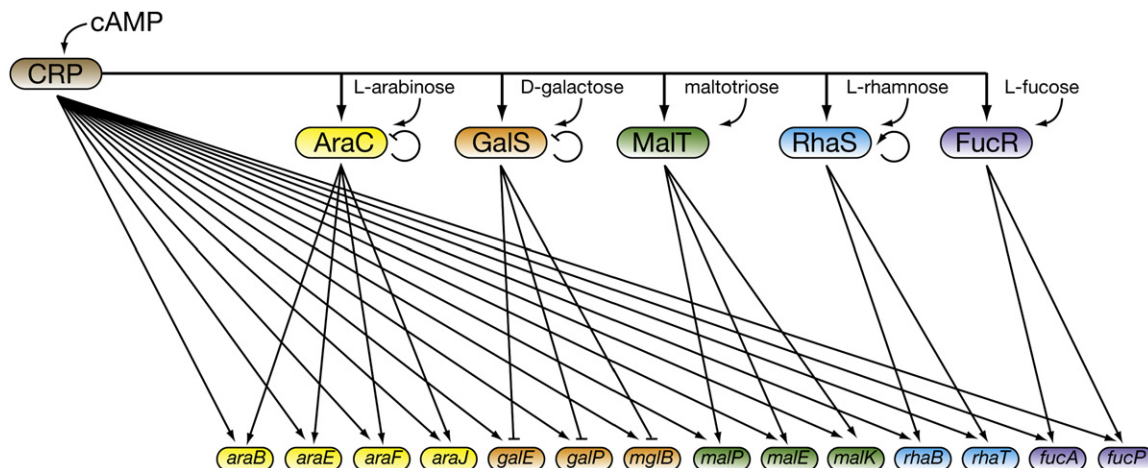 cAMP
CRP
L-arabinose D-galactose maltotriose L-rhamnose L-fucose
AraC GalS MalT RhaS FucR
araB araE araF araJ galE galP mglB malP malE malK rhaB rhaT fucA fucP